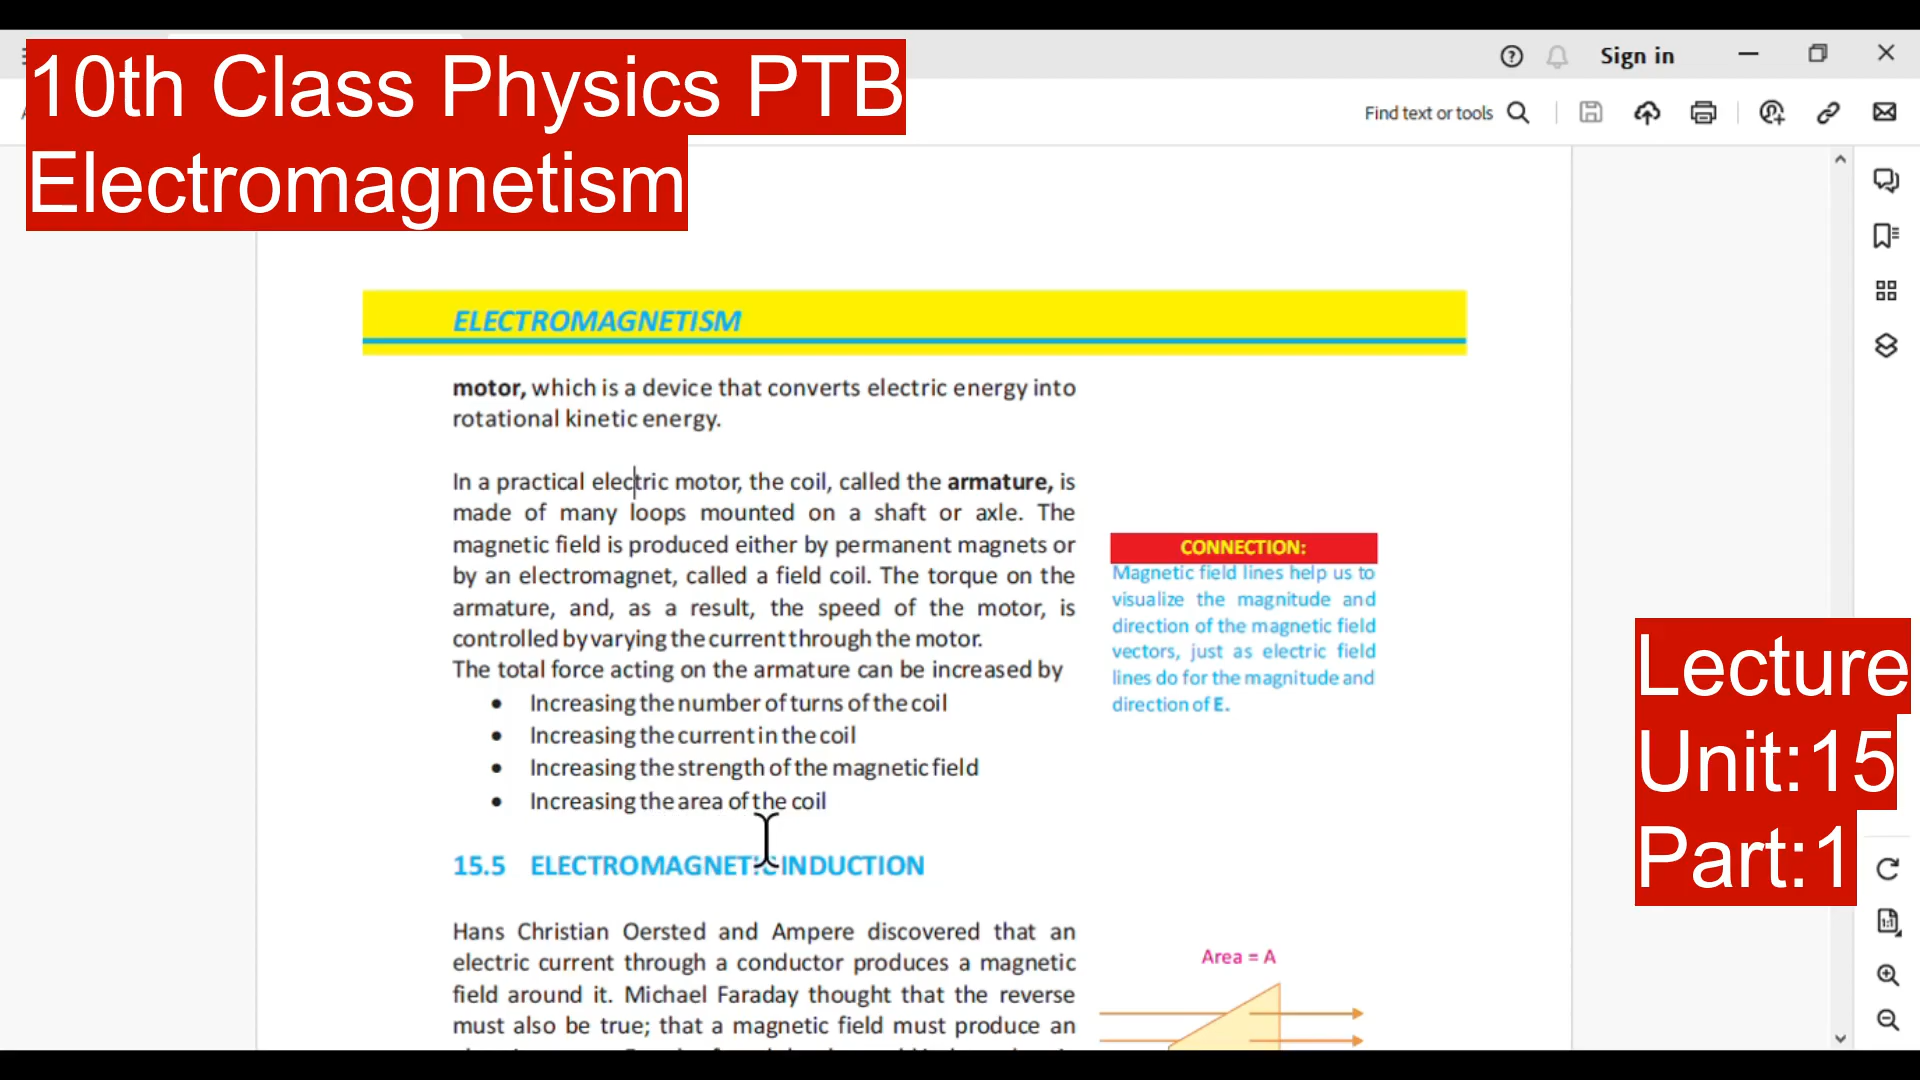 10th Class Physics PTB
Electromagnetism
Sign in
Find text or tools
ELECTROMAGNETISM
motor, which is a device that converts electric energy into
rotational kinetic energy.
In a practical electric motor, the coil, called the armature, is
made of many loops mounted on a shaft or axle. The
magnetic field is produced either by permanent magnets or
by an electromagnet, called a field coil. The torque on the
armature, and, as a result, the speed of the motor, is
controlled by varying the current through the motor.
The total force acting on the armature can be increased by
• Increasing the number of turns of the coil
• Increasing the current in the coil
• Increasing the strength of the magnetic field
• Increasing the area of the coil
CONNECTION:
Magnetic field lines help us to
visualize the magnitude and
direction of the magnetic field
vectors, just as electric field
lines do for the magnitude and
direction of E.
Lecture
Unit:15
Part:1
15.5 ELECTROMAGNETIC INDUCTION
Hans Christian Oersted and Ampere discovered that an
electric current through a conductor produces a magnetic
field around it. Michael Faraday thought that the reverse
must also be true; that a magnetic field must produce an
Area = A
1:1